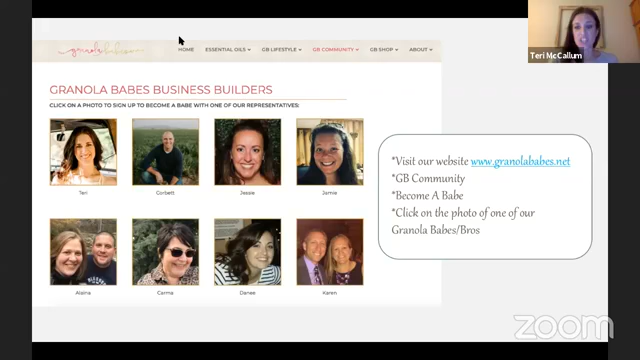 Teri McCallum
granola babes
HOME ESSENTIAL OILS GB LIFESTYLE GB COMMUNITY GB SHOP ABOUT
GRANOLA BABES BUSINESS BUILDERS
CLICK ON A PHOTO TO SIGN UP TO BECOME A BABE WITH ONE OF OUR REPRESENTATIVES:
Teri Corbett Jessie Jamie
Alaina Carma Danee Karen
*Visit our website www.granolababes.net
*GB Community
*Become A Babe
*Click on the photo of one of our
Granola Babes/Bros
zoom